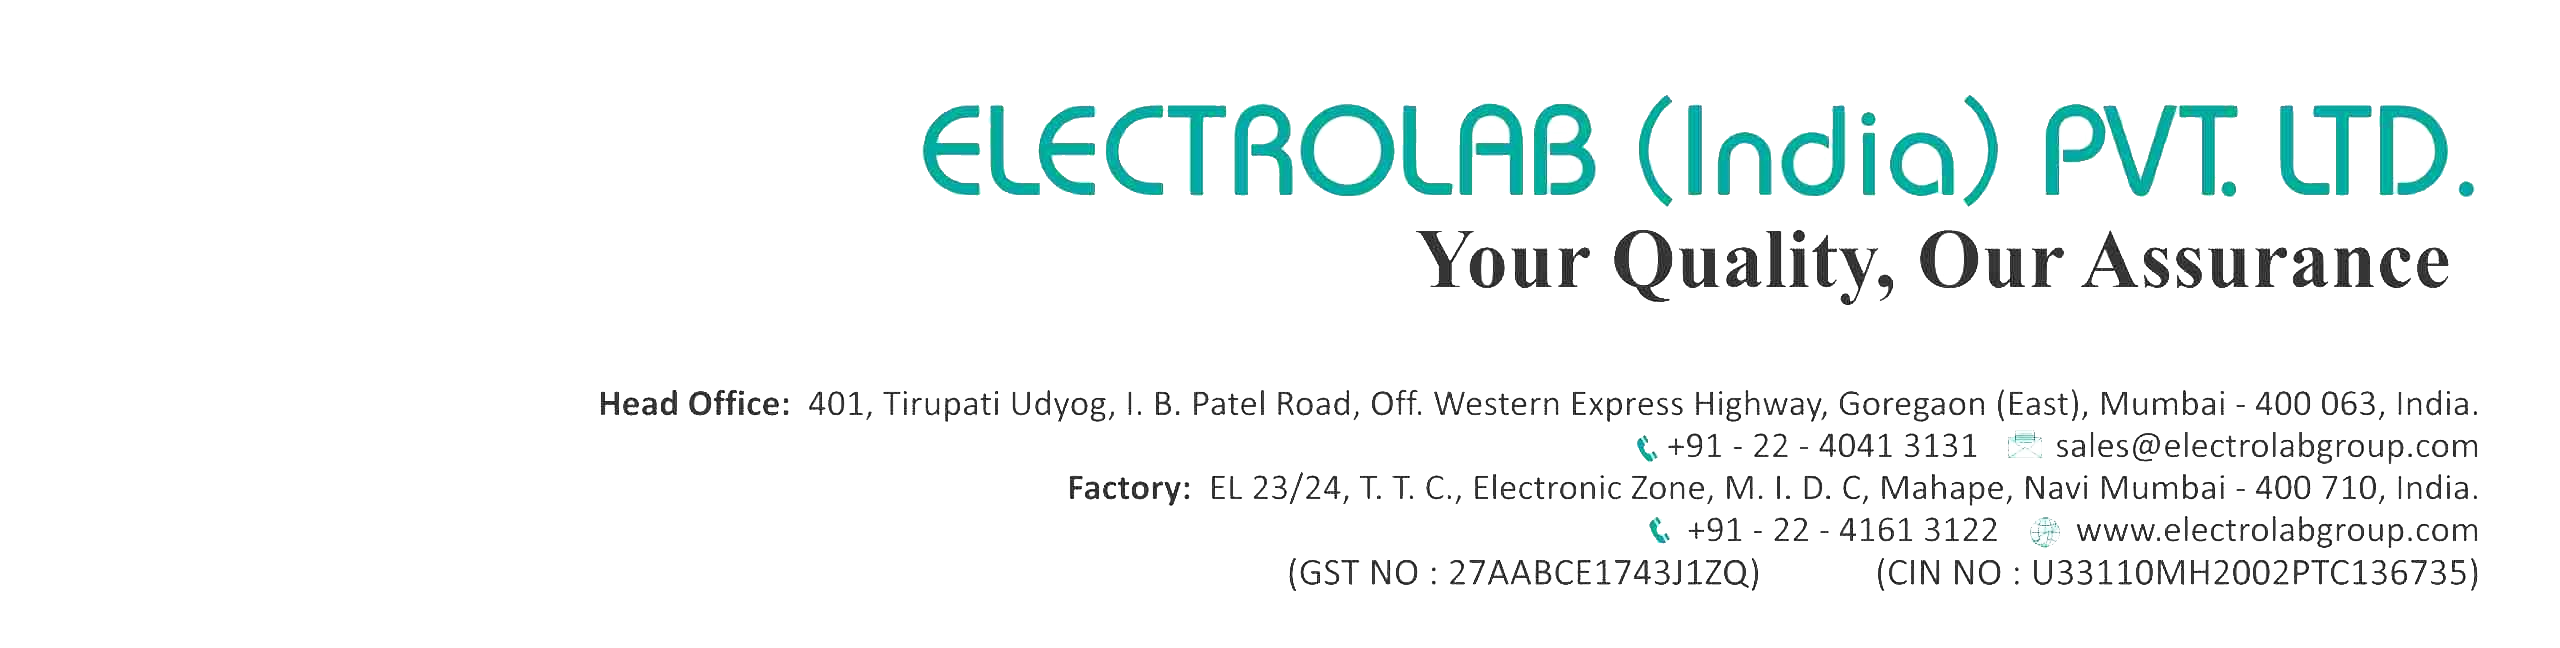 ELECTROLAB (India) PVT. LTD.
Your Quality, Our Assurance
Head Office: 401, Tirupati Udyog, I. B. Patel Road, Off. Western Express Highway, Goregaon (East), Mumbai - 400 063, India.
+91 - 22 - 4041 3131 sales@electrolabgroup.com
Factory: EL 23/24, T. T. C., Electronic Zone, M. I. D. C, Mahape, Navi Mumbai - 400 710, India.
+91 - 22 - 4161 3122 www.electrolabgroup.com
(GST NO : 27AABCE1743J1ZQ) (CIN NO : U33110MH2002PTC136735)